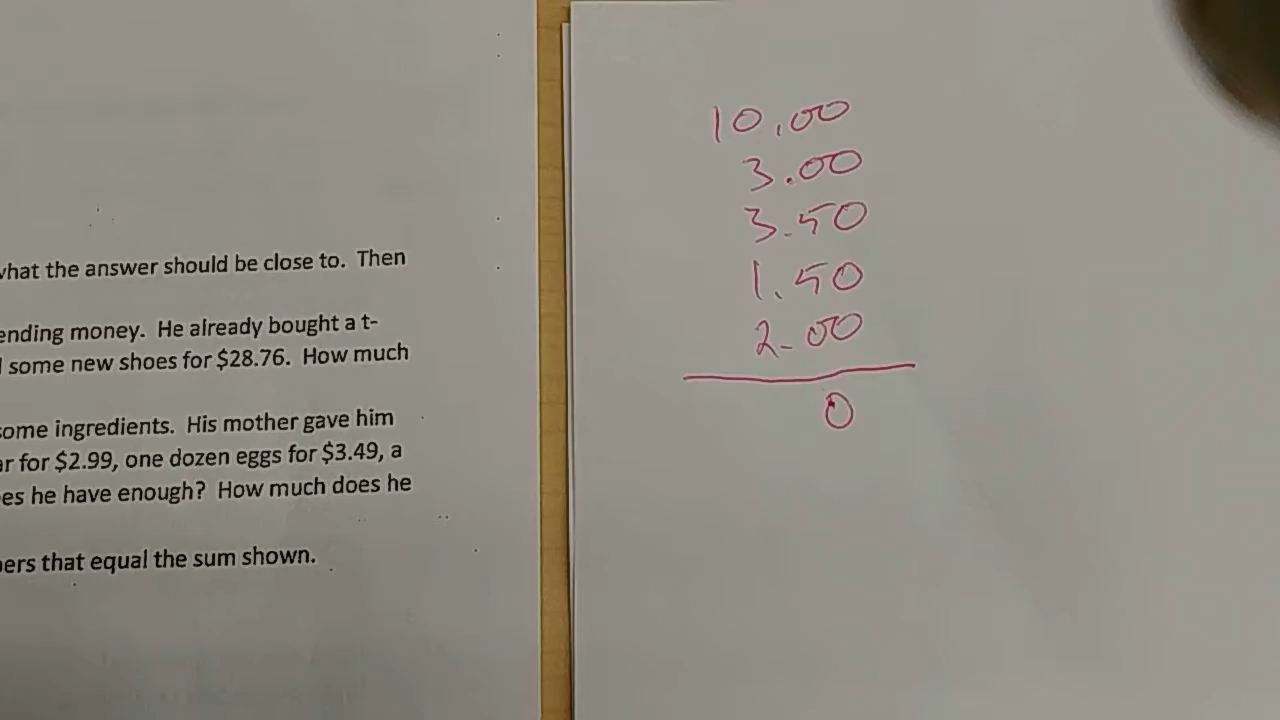 what the answer should be close to. Then
ending money. He already bought a t-
some new shoes for $28.76. How much
some ingredients. His mother gave him
ar for $2.99, one dozen eggs for $3.49, a
es he have enough? How much does he
bers that equal the sum shown.
10.00
3.00
3.50
1.50
2.00
0